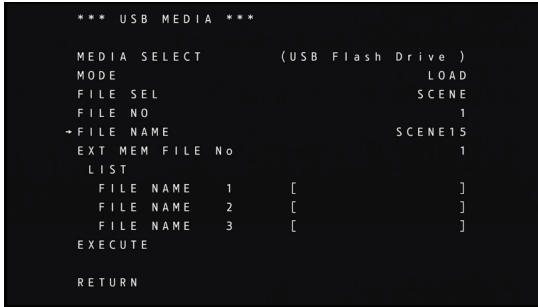 *** USB MEDIA ***
MEDIA SELECT (USB Flash Drive )
MODE LOAD
FILE SEL SCENE
FILE NO 1
→FILE NAME SCENE15
EXT MEM FILE No 1
LIST
FILE NAME 1 [ ]
FILE NAME 2 [ ]
FILE NAME 3 [ ]
EXECUTE
RETURN